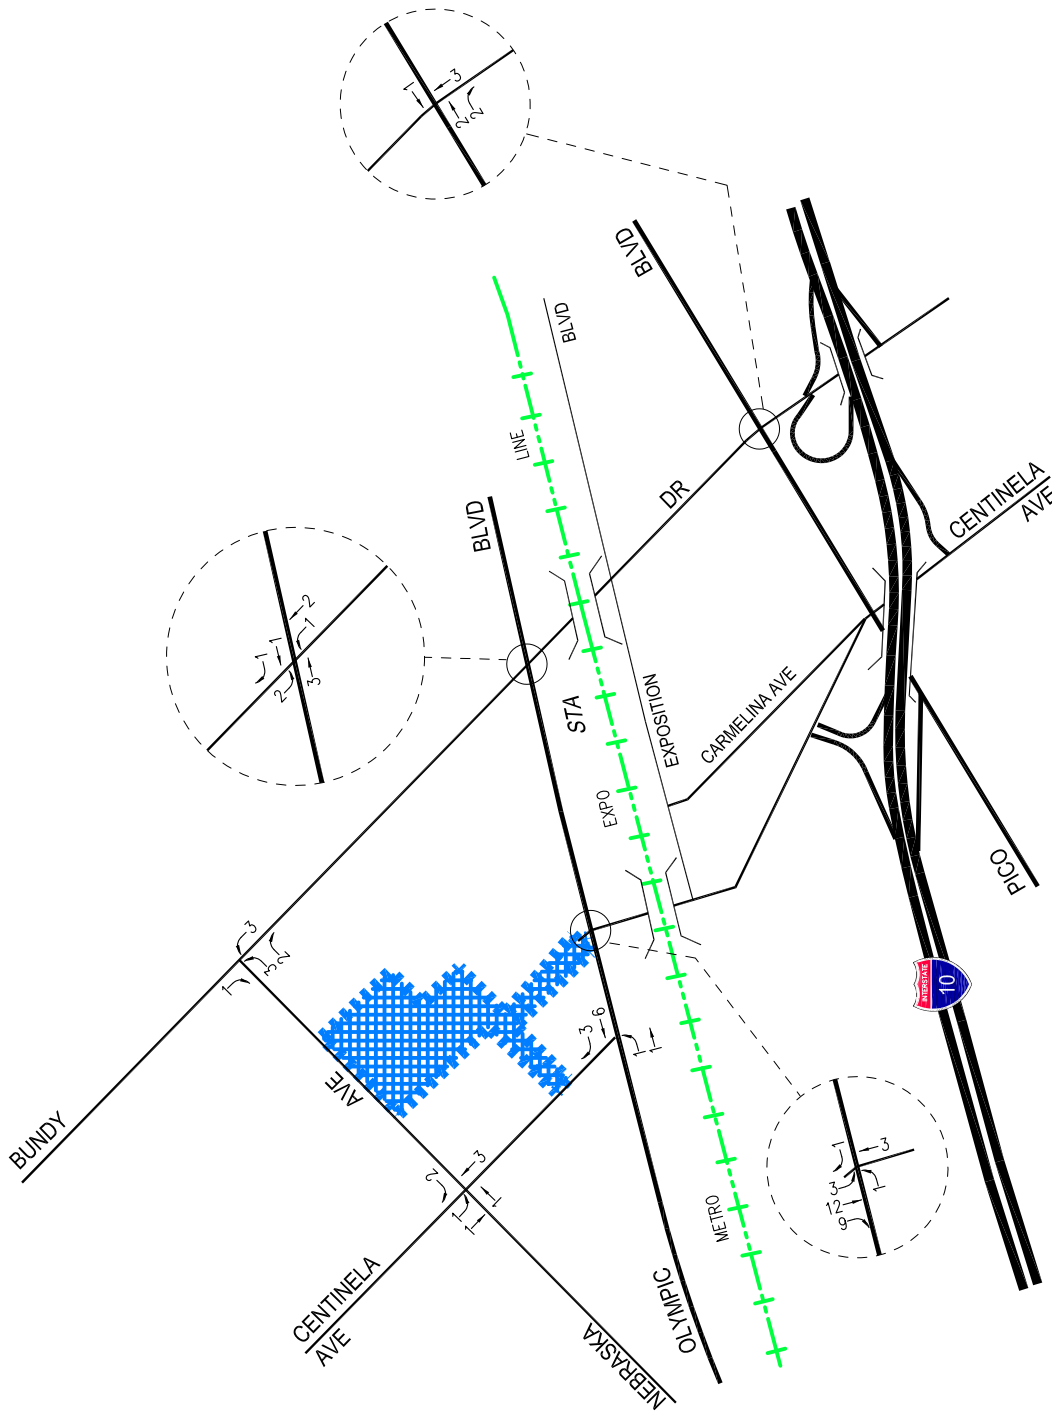 1
3
2
2
BLVD
BLVD
LINE
BLVD
DR
CENTINELA
AVE
2
1
1
1
2
3
STA
EXPOSITION
CARMELINA AVE
EXPO
PICO
3
3
2
1
INTERSTATE
10
6
3
1
1
AVE
BUNDY
2
3
1
1
1
METRO
1
3
3
1
12
9
CENTINELA
AVE
OLYMPIC
NEBRASKA